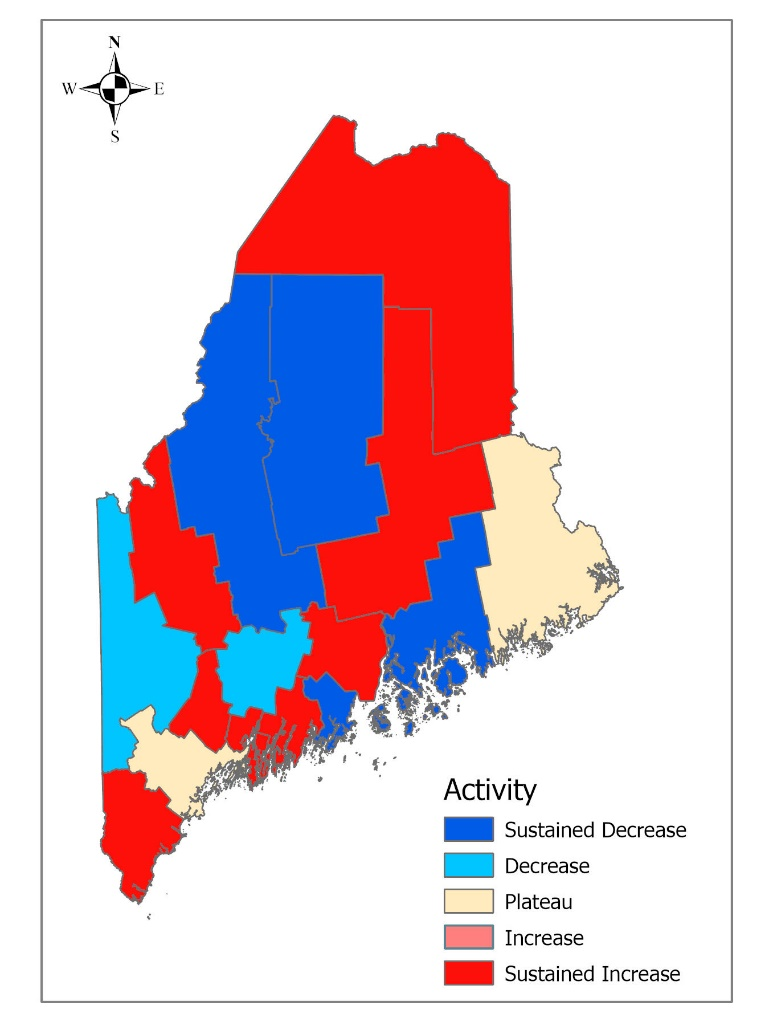 N
W E
S
Activity
Sustained Decrease
Decrease
Plateau
Increase
Sustained Increase